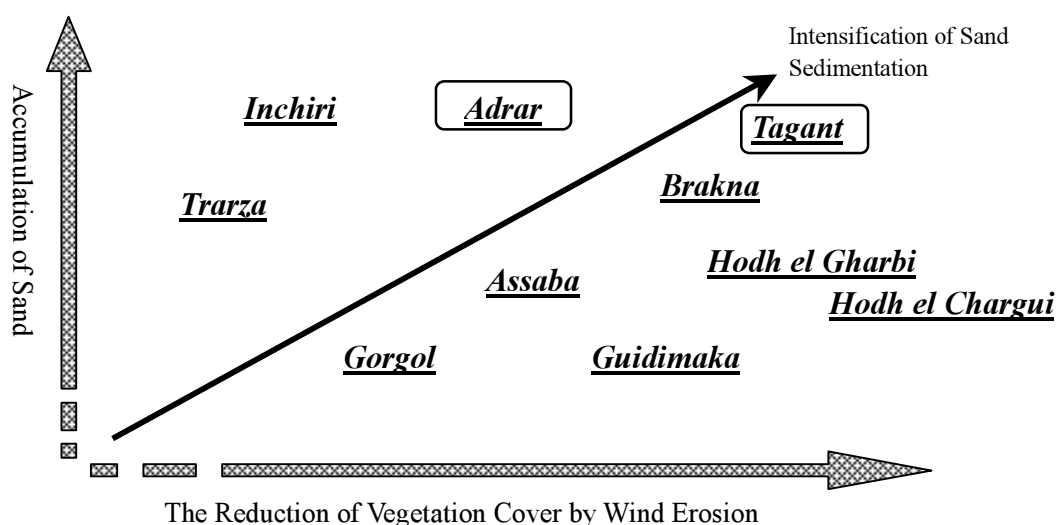 Intensification of Sand
Sedimentation
Accumulation of Sand
Inchiri
Adrar
Tagant
Brakna
Trarza
Hodh el Gharbi
Assaba
Hodh el Chargui
Gorgol
Guidimaka
The Reduction of Vegetation Cover by Wind Erosion